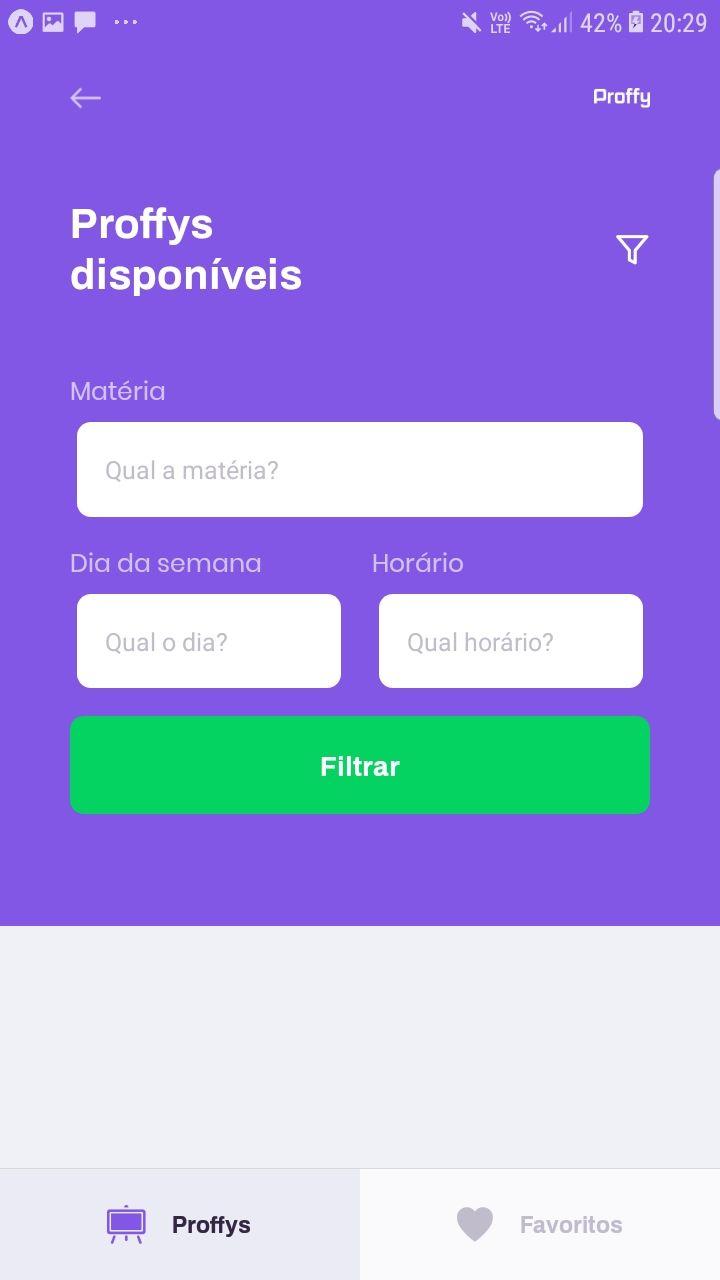 Vo)) LTE 42% 20:29
Proffy
Proffys
disponíveis
Matéria
Qual a matéria?
Dia da semana Horário
Qual o dia? Qual horário?
Filtrar
Proffys Favoritos